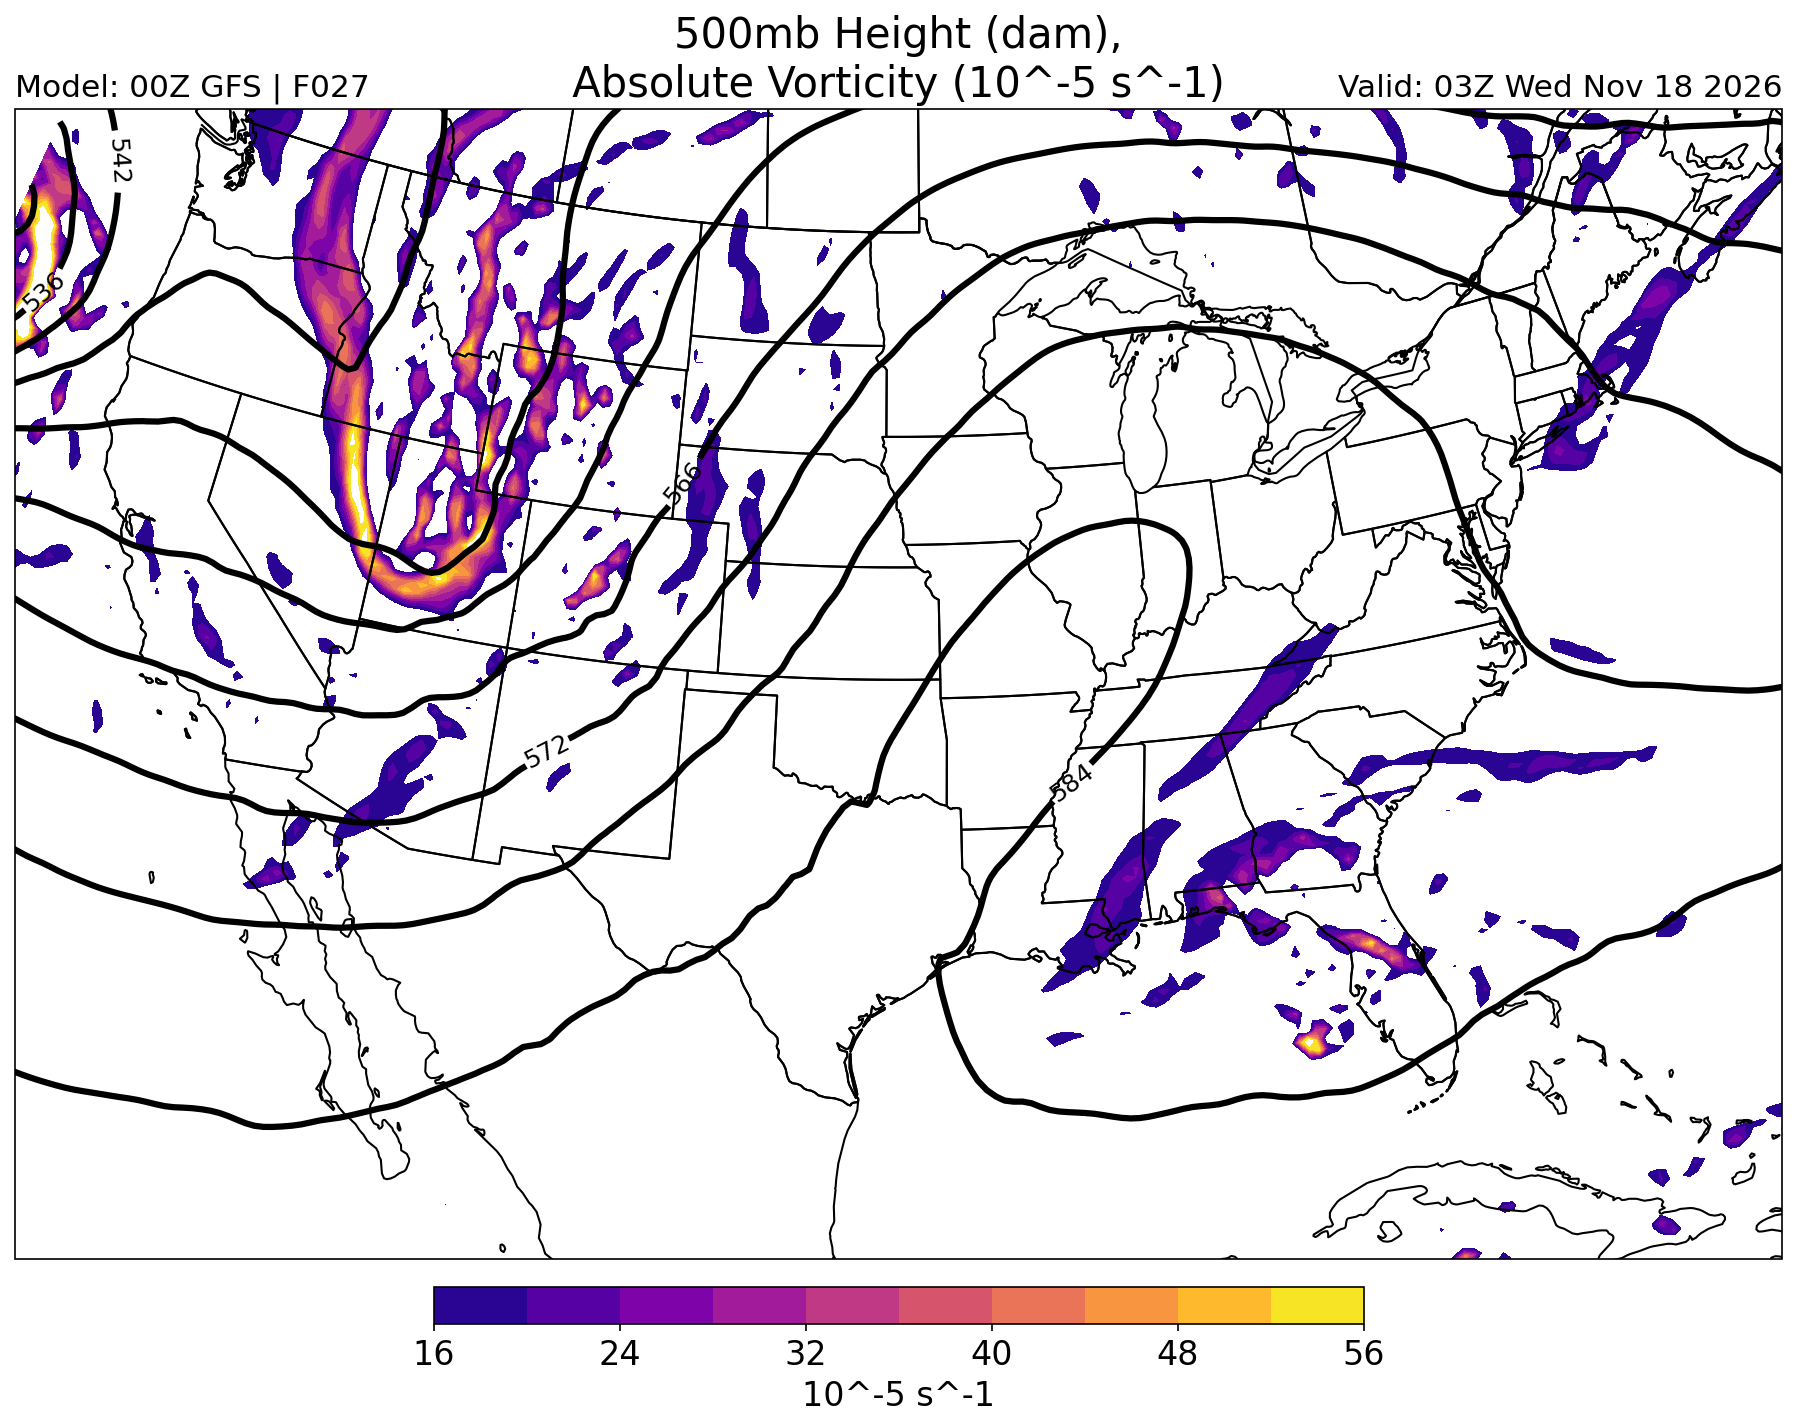 500mb Height (dam),
Model: 00Z GFS | F027
Absolute Vorticity (10^-5 s^-1)
Valid: 03Z Wed Nov 18 2026
542
536
566
572
584
16 24 32 40 48 56
10^-5 s^-1